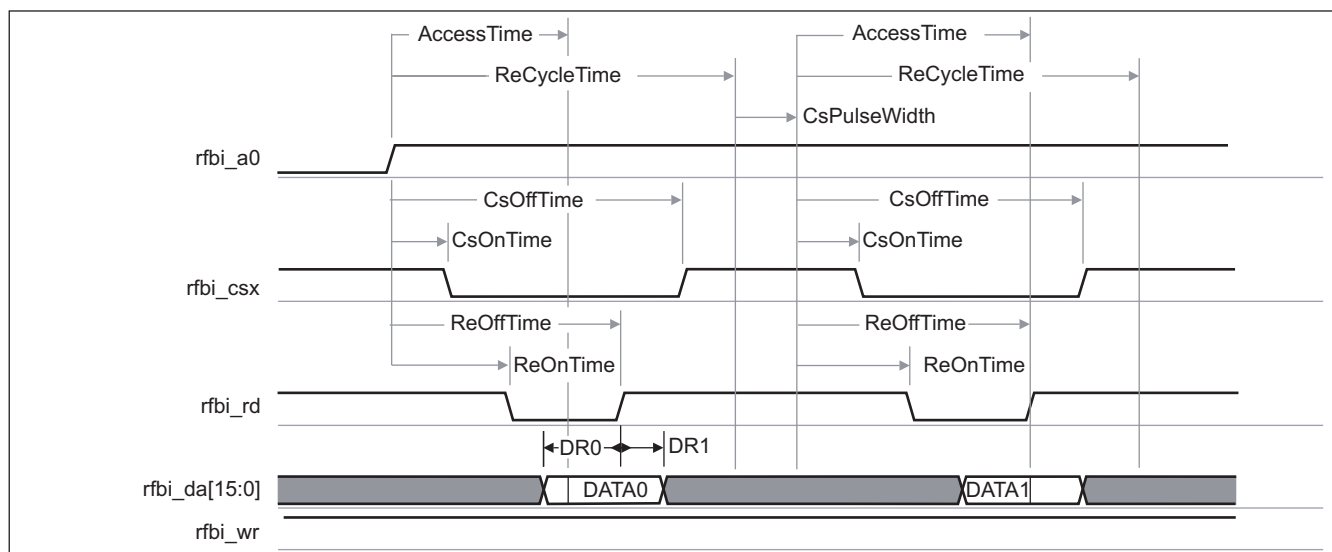 AccessTime AccessTime
ReCycleTime ReCycleTime
CsPulseWidth
rfbi_a0
CsOffTime CsOffTime
CsOnTime CsOnTime
rfbi_csx
ReOffTime ReOffTime
ReOnTime ReOnTime
rfbi_rd
DR0 DR1
rfbi_da[15:0] DATA0 DATA1
rfbi_wr